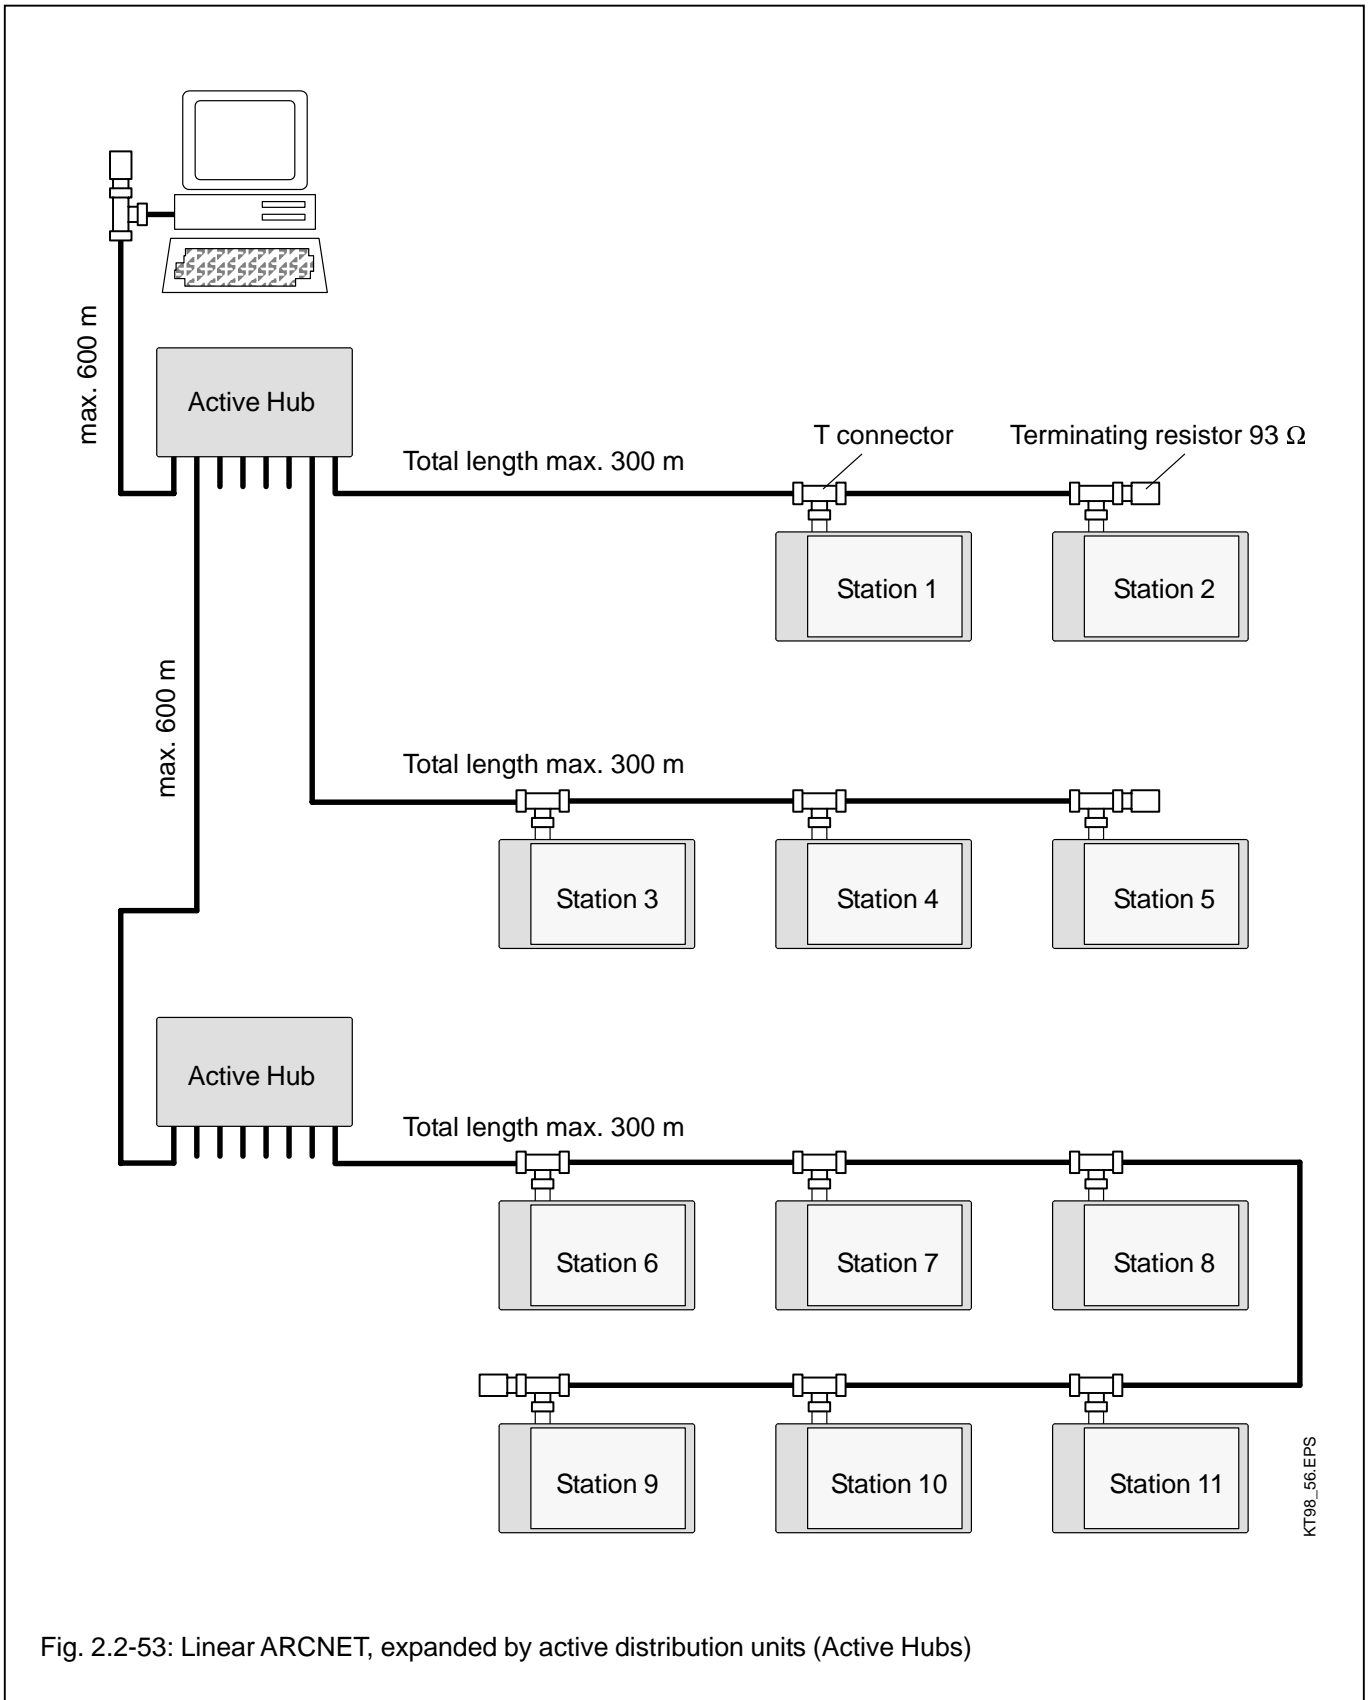 max. 600 m
Active Hub
T connector
Terminating resistor 93 Ω
Total length max. 300 m
Station 1
Station 2
max. 600 m
Total length max. 300 m
Station 3
Station 4
Station 5
Active Hub
Total length max. 300 m
Station 6
Station 7
Station 8
Station 9
Station 10
Station 11
KT98_56.EPS
Fig. 2.2-53: Linear ARCNET, expanded by active distribution units (Active Hubs)